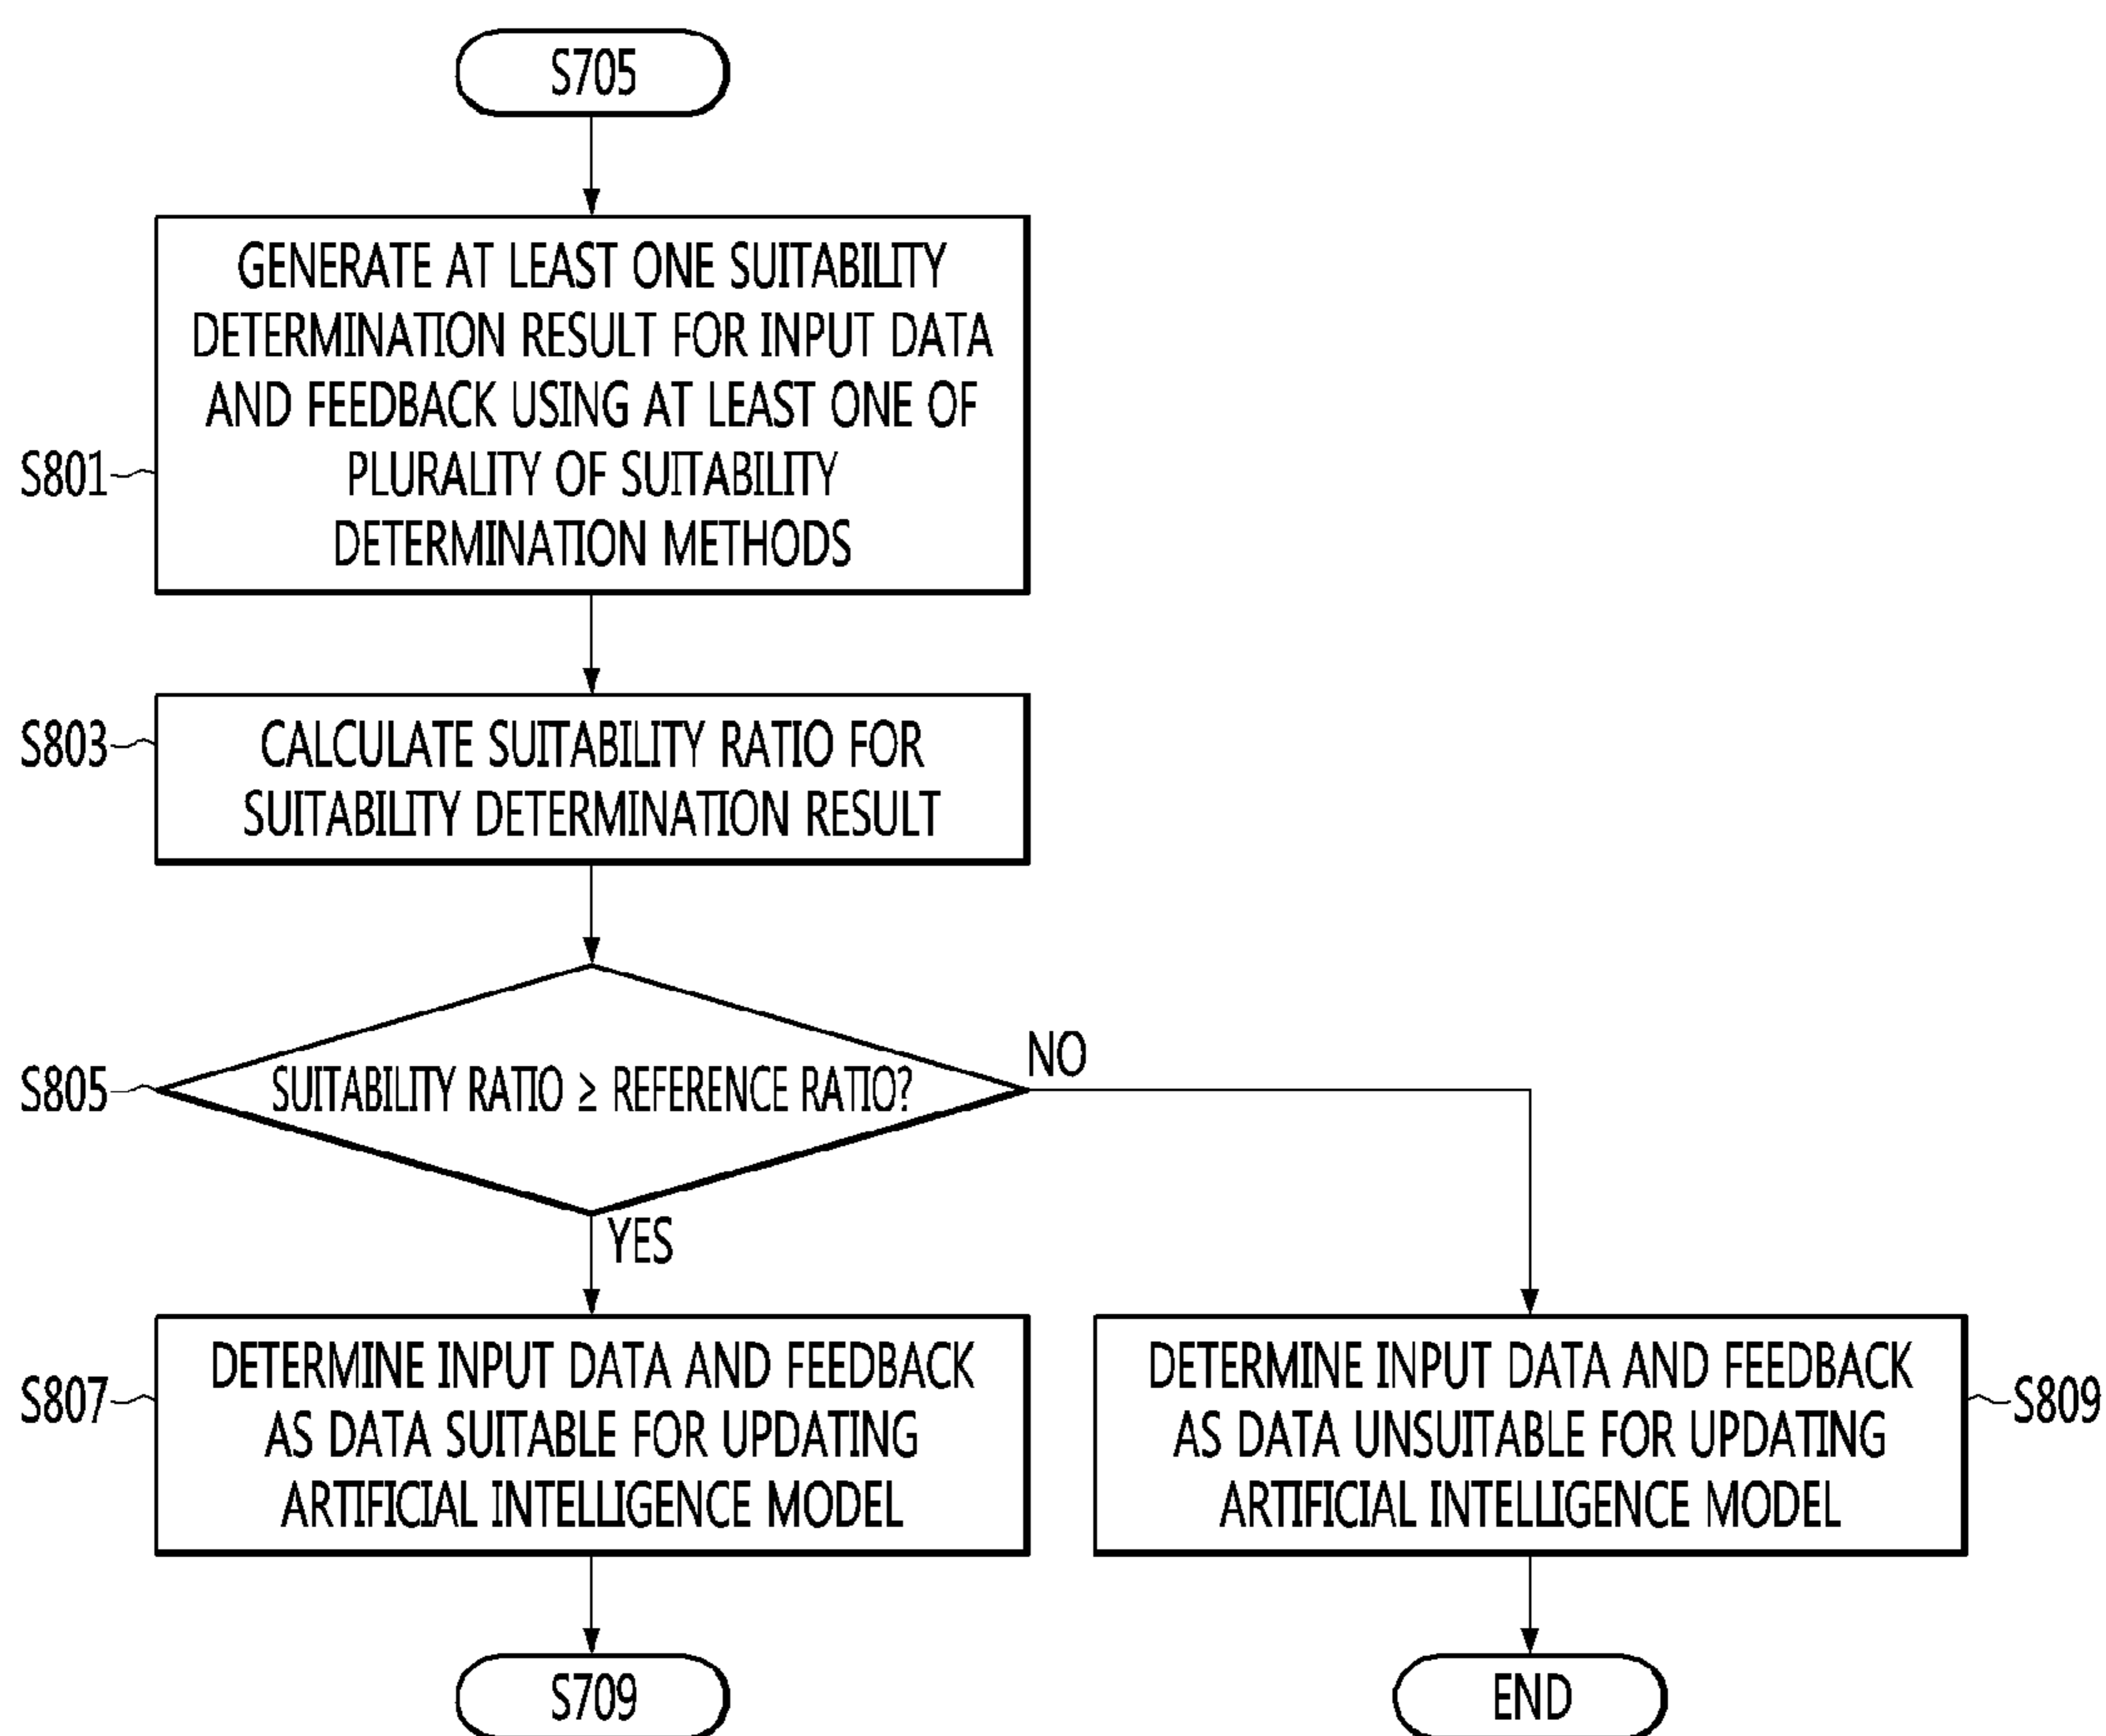 S705
GENERATE AT LEAST ONE SUITABILITY
DETERMINATION RESULT FOR INPUT DATA
AND FEEDBACK USING AT LEAST ONE OF
PLURALITY OF SUITABILITY
DETERMINATION METHODS
S801
CALCULATE SUITABILITY RATIO FOR
SUITABILITY DETERMINATION RESULT
S803
SUITABILITY RATIO ≥ REFERENCE RATIO?
S805
NO
YES
DETERMINE INPUT DATA AND FEEDBACK
AS DATA SUITABLE FOR UPDATING
ARTIFICIAL INTELLIGENCE MODEL
S807
DETERMINE INPUT DATA AND FEEDBACK
AS DATA UNSUITABLE FOR UPDATING
ARTIFICIAL INTELLIGENCE MODEL
S809
S709
END